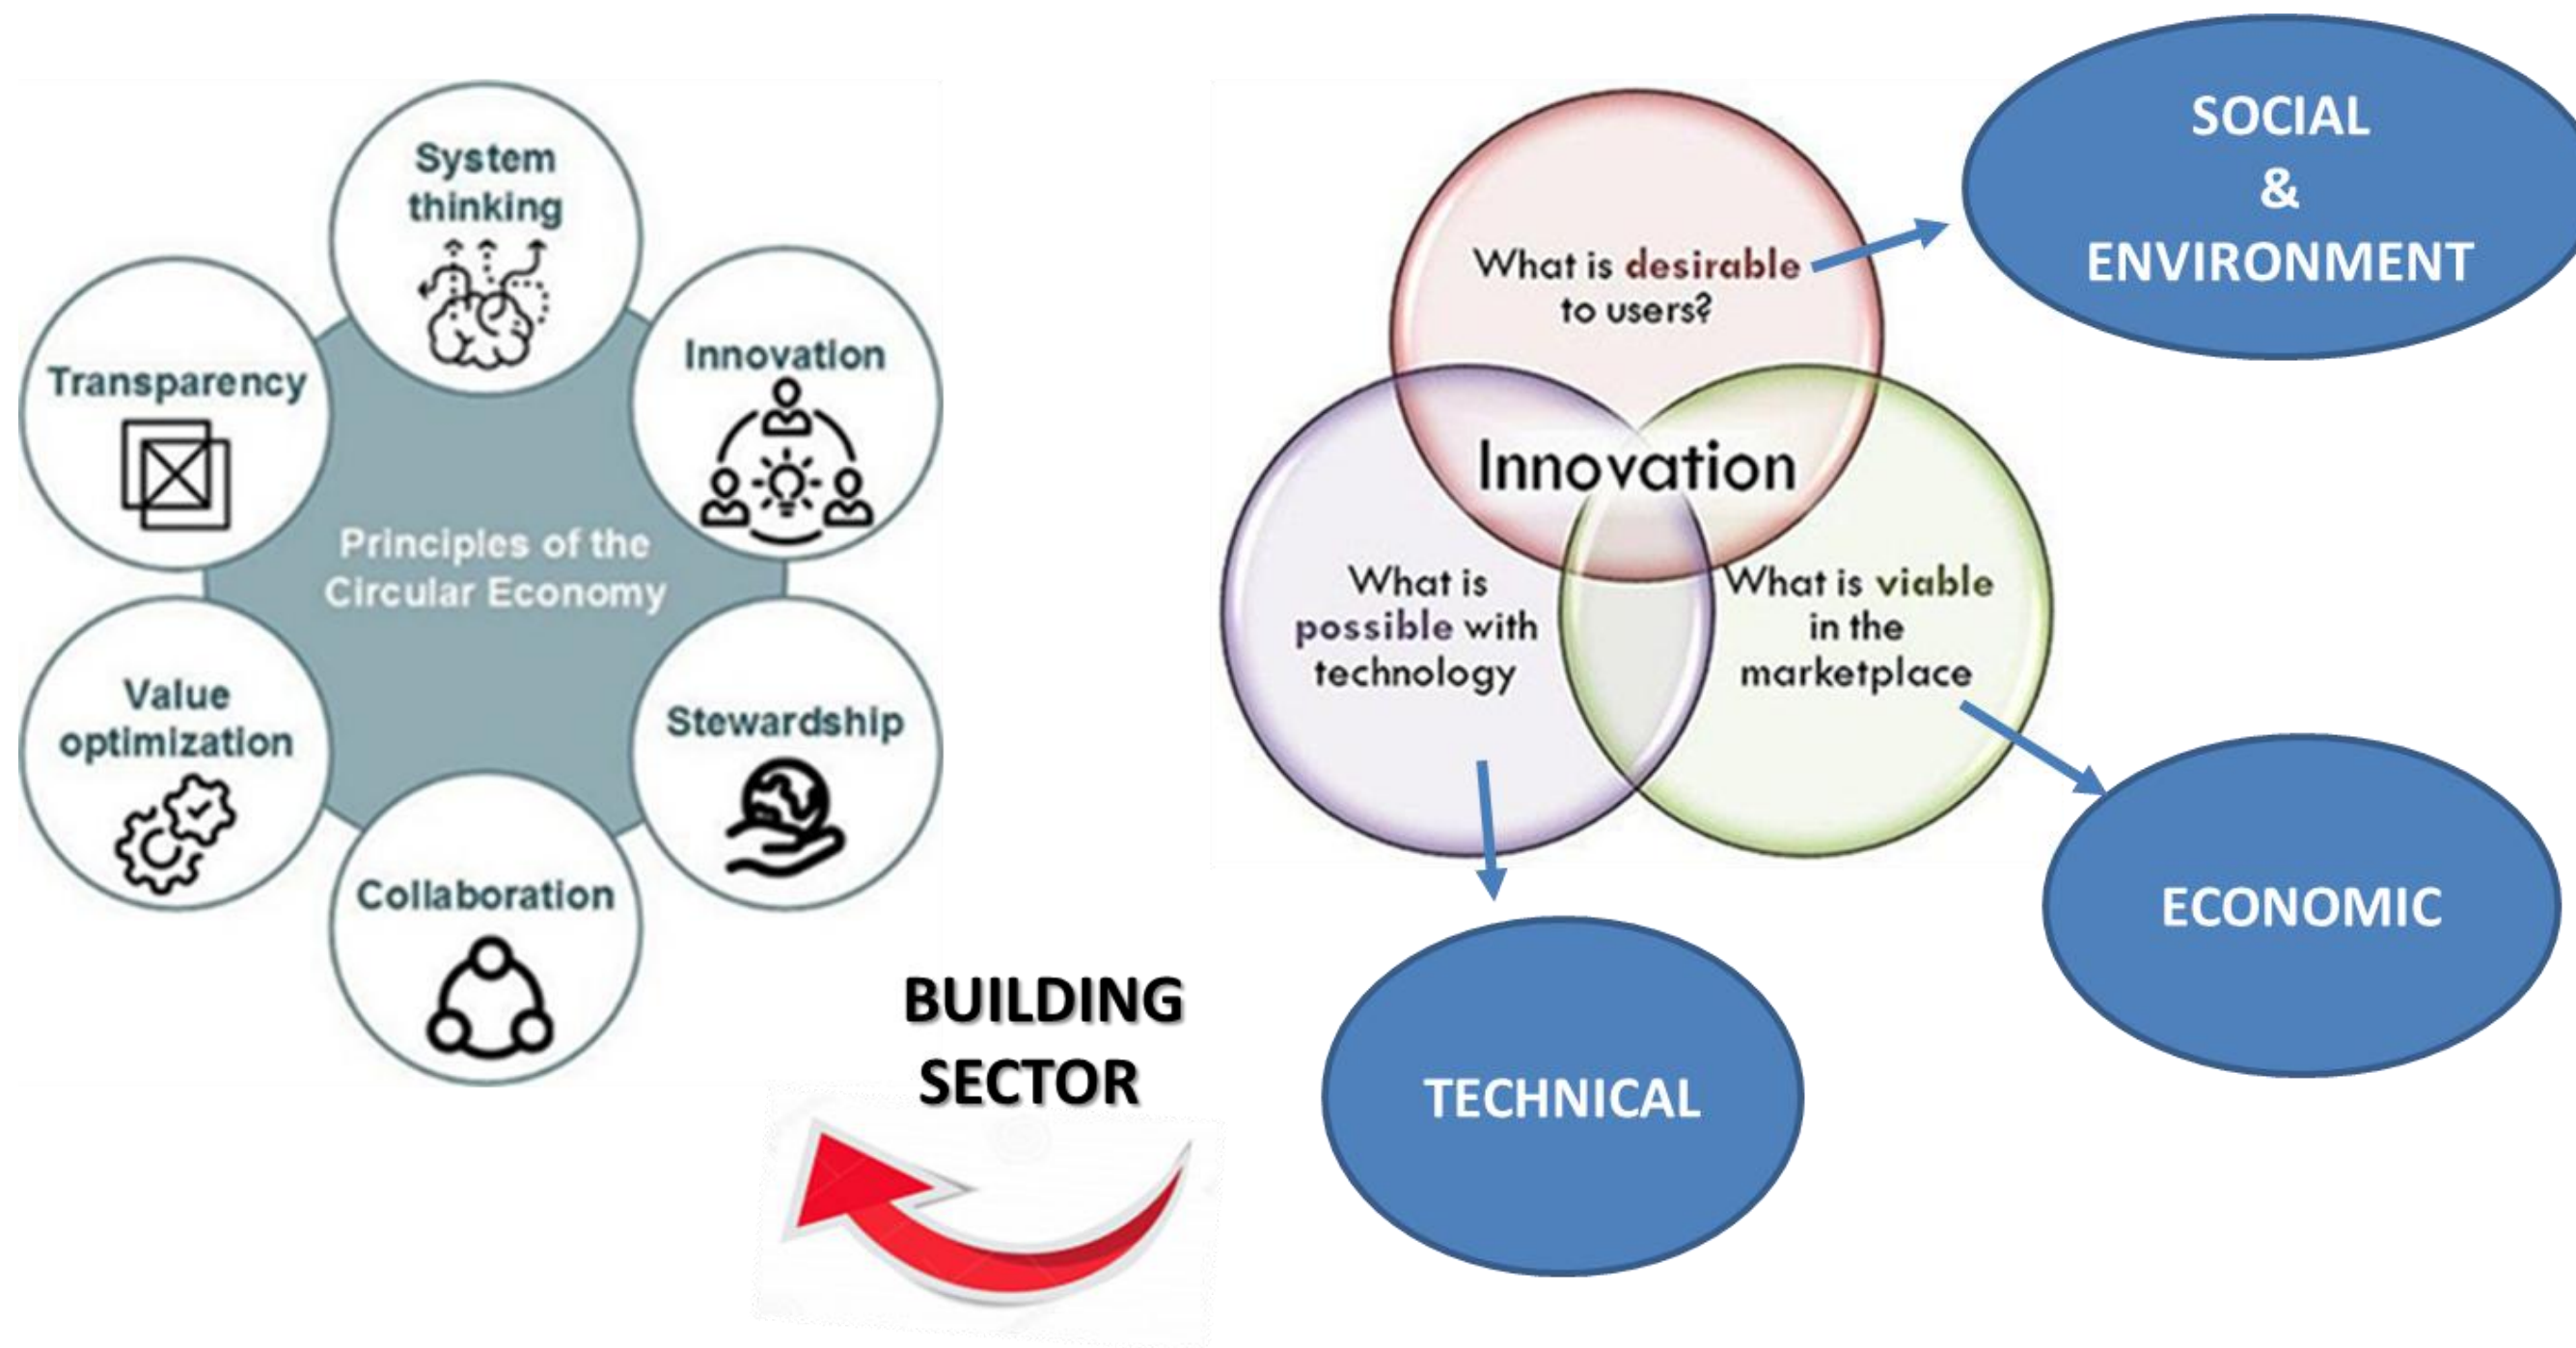 System
thinking
Innovation
Transparency
Principles of the
Circular Economy
Value
optimization
Stewardship
Collaboration
BUILDING
SECTOR
What is desirable
to users?
Innovation
What is
possible with
technology
What is viable
in the
marketplace
SOCIAL
&
ENVIRONMENT
ECONOMIC
TECHNICAL